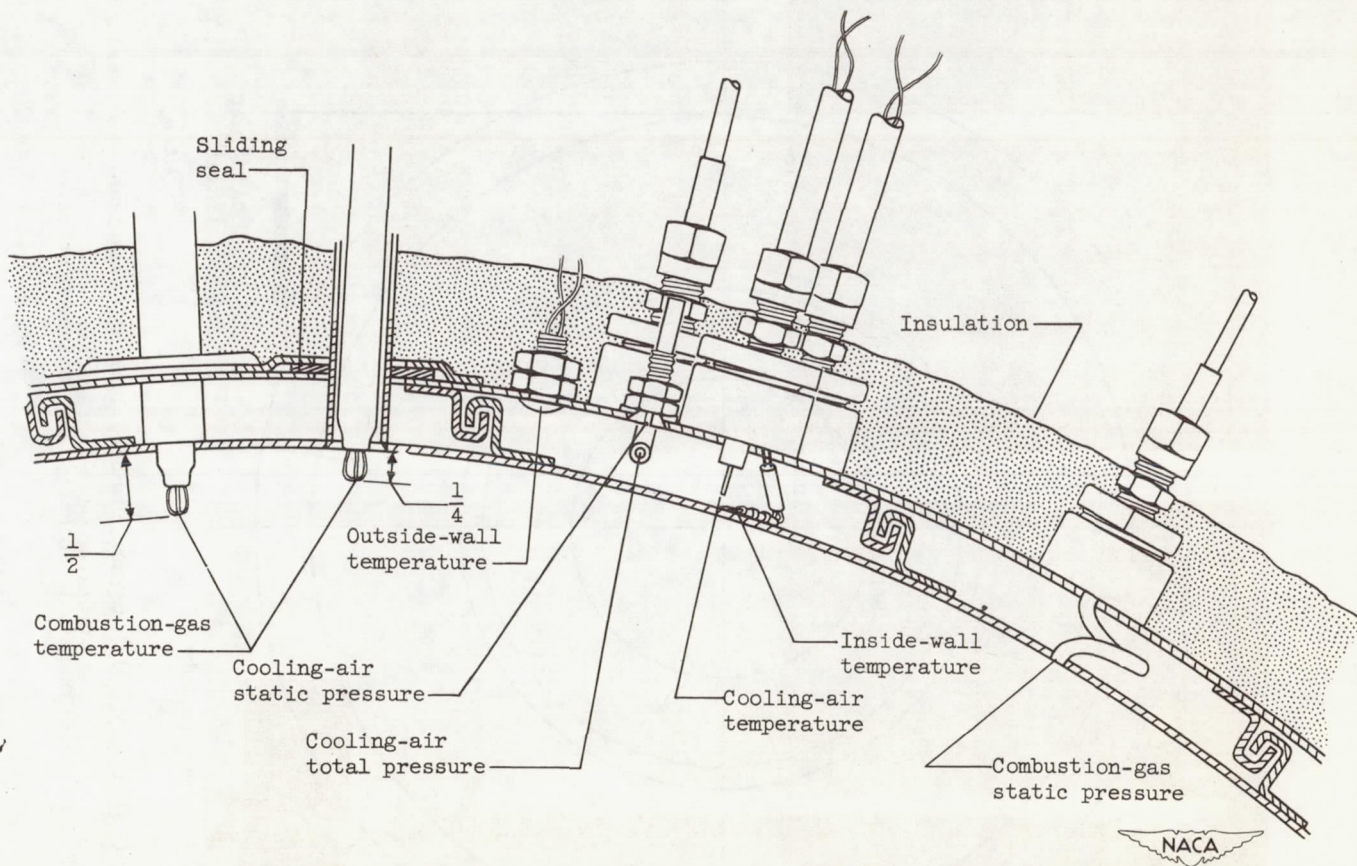 Sliding
seal
Insulation
1
2
1
4
Outside-wall
temperature
Combustion-gas
temperature
Cooling-air
static pressure
Inside-wall
temperature
Cooling-air
temperature
Cooling-air
total pressure
Combustion-gas
static pressure
NACA